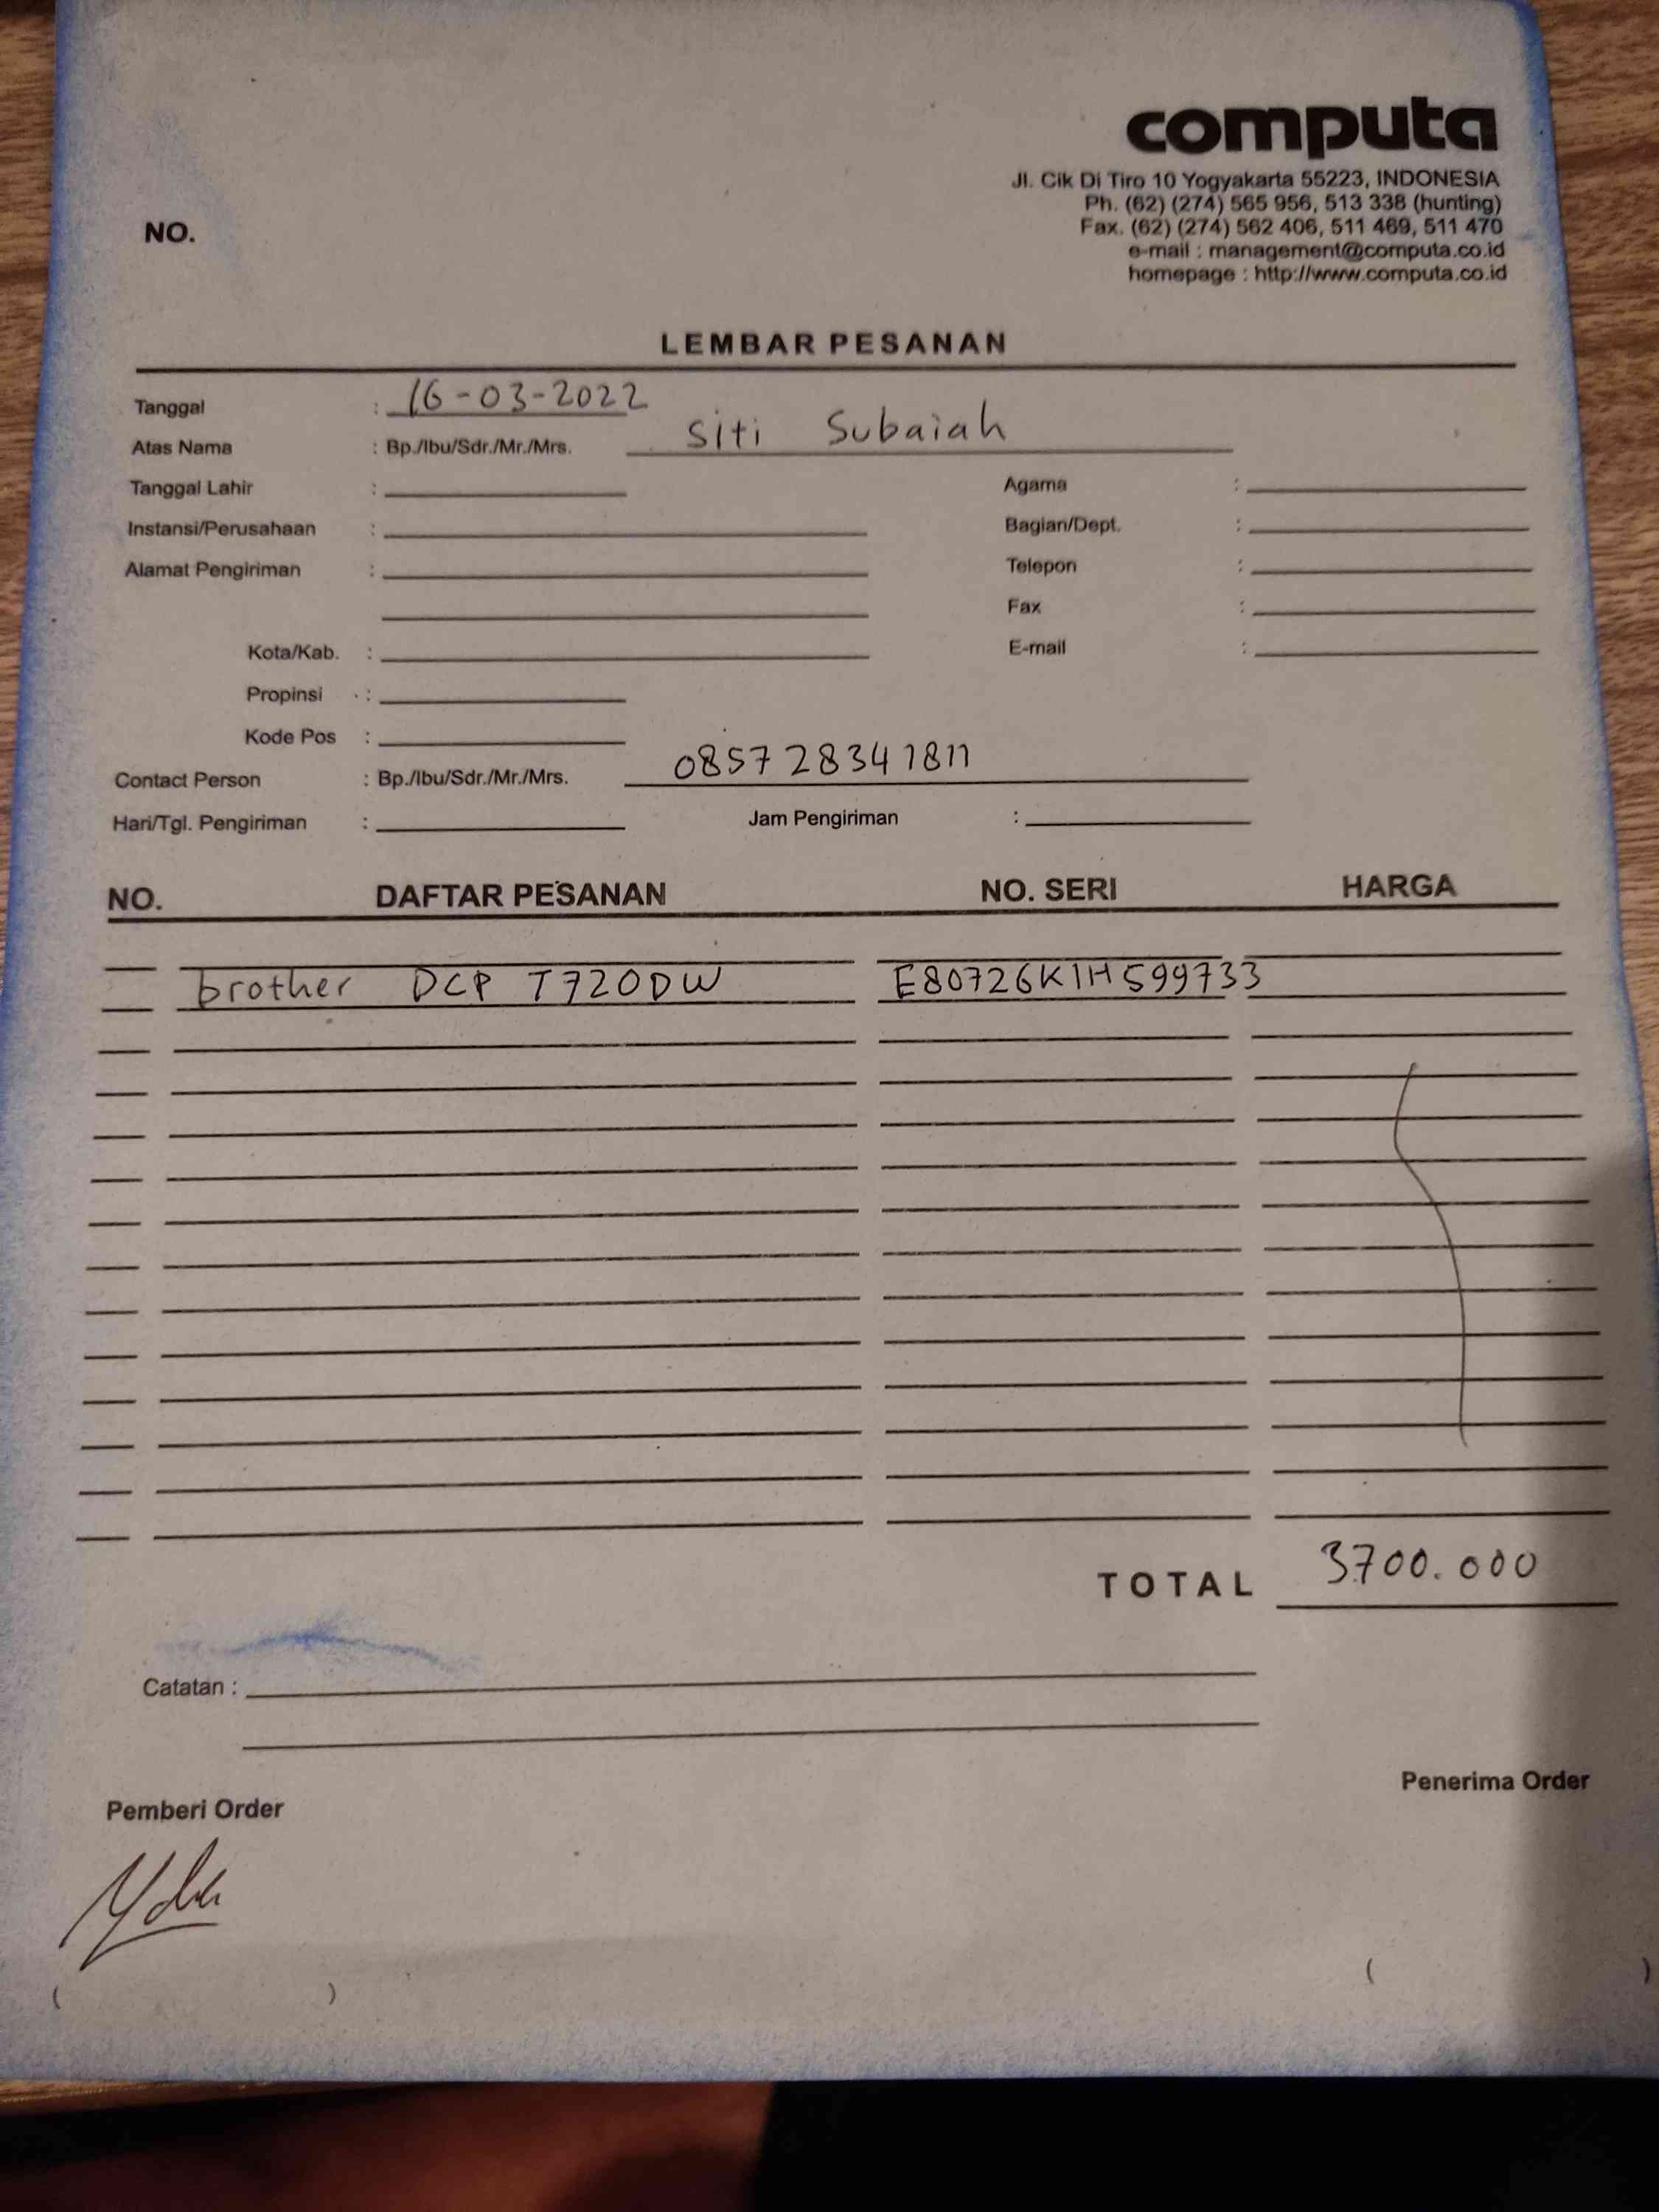 computa
Jl. Cik Di Tiro 10 Yogyakarta 55223, INDONESIA
Ph. (62) (274) 565 956, 513 338 (hunting)
Fax. (62) (274) 562 406, 511 469, 511 470
e-mail : management@computa.co.id
homepage : http://www.computa.co.id
NO.
LEMBAR PESANAN
Tanggal : 16-03-2022
Atas Nama : Bp./Ibu/Sdr./Mr./Mrs. Siti Subaiah
Tanggal Lahir : Agama :
Instansi/Perusahaan : Bagian/Dept. :
Alamat Pengiriman : Telepon :
Fax :
Kota/Kab. : E-mail :
Propinsi :
Kode Pos :
Contact Person : Bp./Ibu/Sdr./Mr./Mrs. 085728341811
Hari/Tgl. Pengiriman : Jam Pengiriman :
NO. DAFTAR PESANAN NO. SERI HARGA
brother DCP T720DW E80726K1H599733
TOTAL 3.700.000
Catatan :
Pemberi Order Penerima Order
( ) ( )